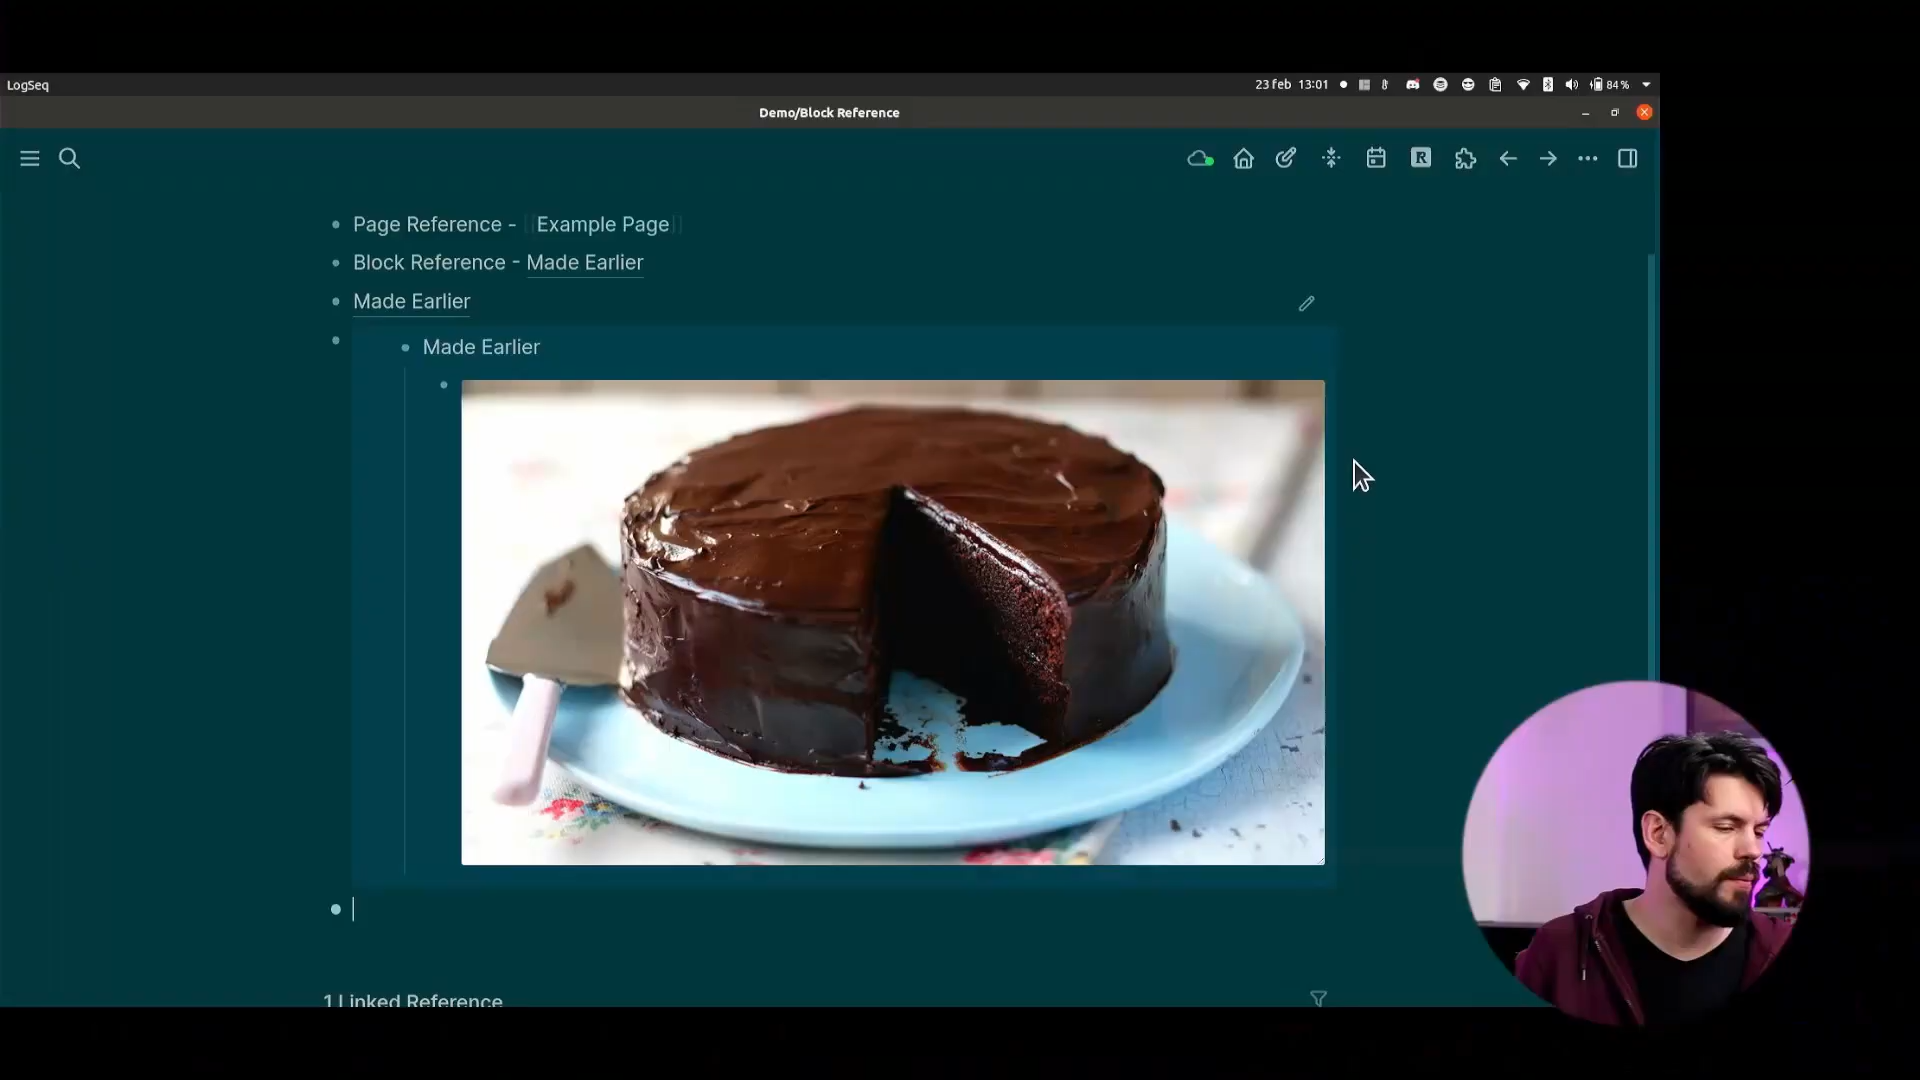 LogSeq
23 feb 13:01
84 %
Demo/Block Reference
R
Page Reference - [[Example Page]]
Block Reference - Made Earlier
Made Earlier
Made Earlier
1 Linked Reference